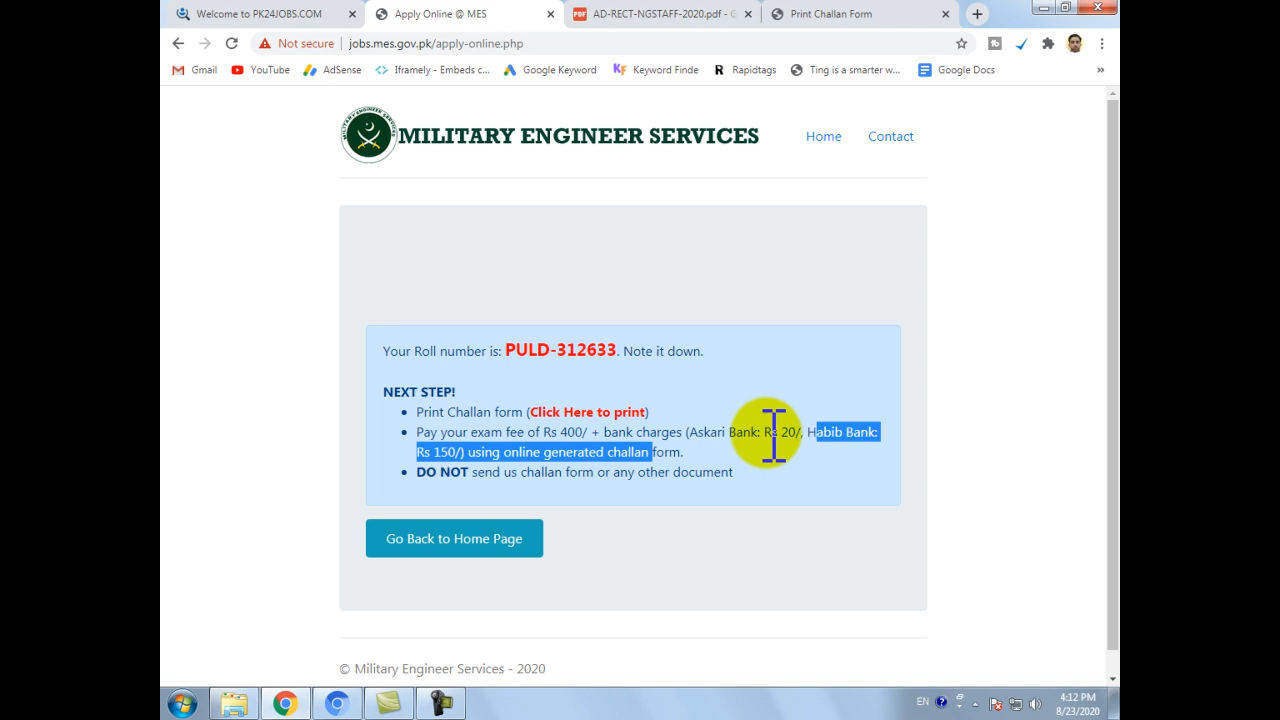 Welcome to PK24JOBS.COM
Apply Online @ MES
PDF AD-RECT-NGSTAFF-2020.pdf - G
Print Challan Form
Not secure | jobs.mes.gov.pk/apply-online.php
Gmail YouTube AdSense Iframely - Embeds c... Google Keyword KF Keyword Finde R Rapidtags Ting is a smarter w... Google Docs »
MILITARY ENGINEER SERVICES
Home Contact
Your Roll number is: PULD-312633. Note it down.
NEXT STEP!
• Print Challan form (Click Here to print)
• Pay your exam fee of Rs 400/ + bank charges (Askari Bank: Rs 20/, Habib Bank:
Rs 150/) using online generated challan form.
• DO NOT send us challan form or any other document
Go Back to Home Page
© Military Engineer Services - 2020
EN 4:12 PM
8/23/2020